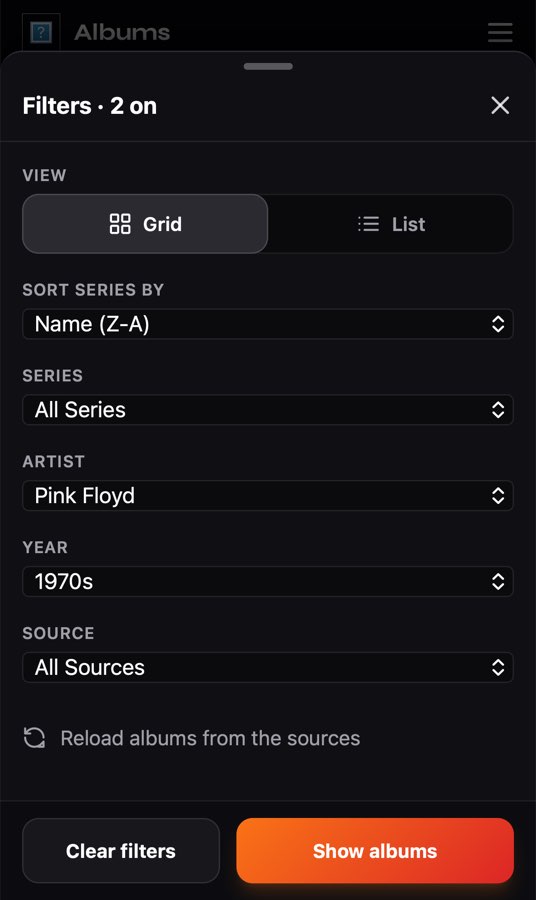 Albums
Filters · 2 on
VIEW
Grid
List
SORT SERIES BY
Name (Z-A)
SERIES
All Series
ARTIST
Pink Floyd
YEAR
1970s
SOURCE
All Sources
Reload albums from the sources
Clear filters
Show albums